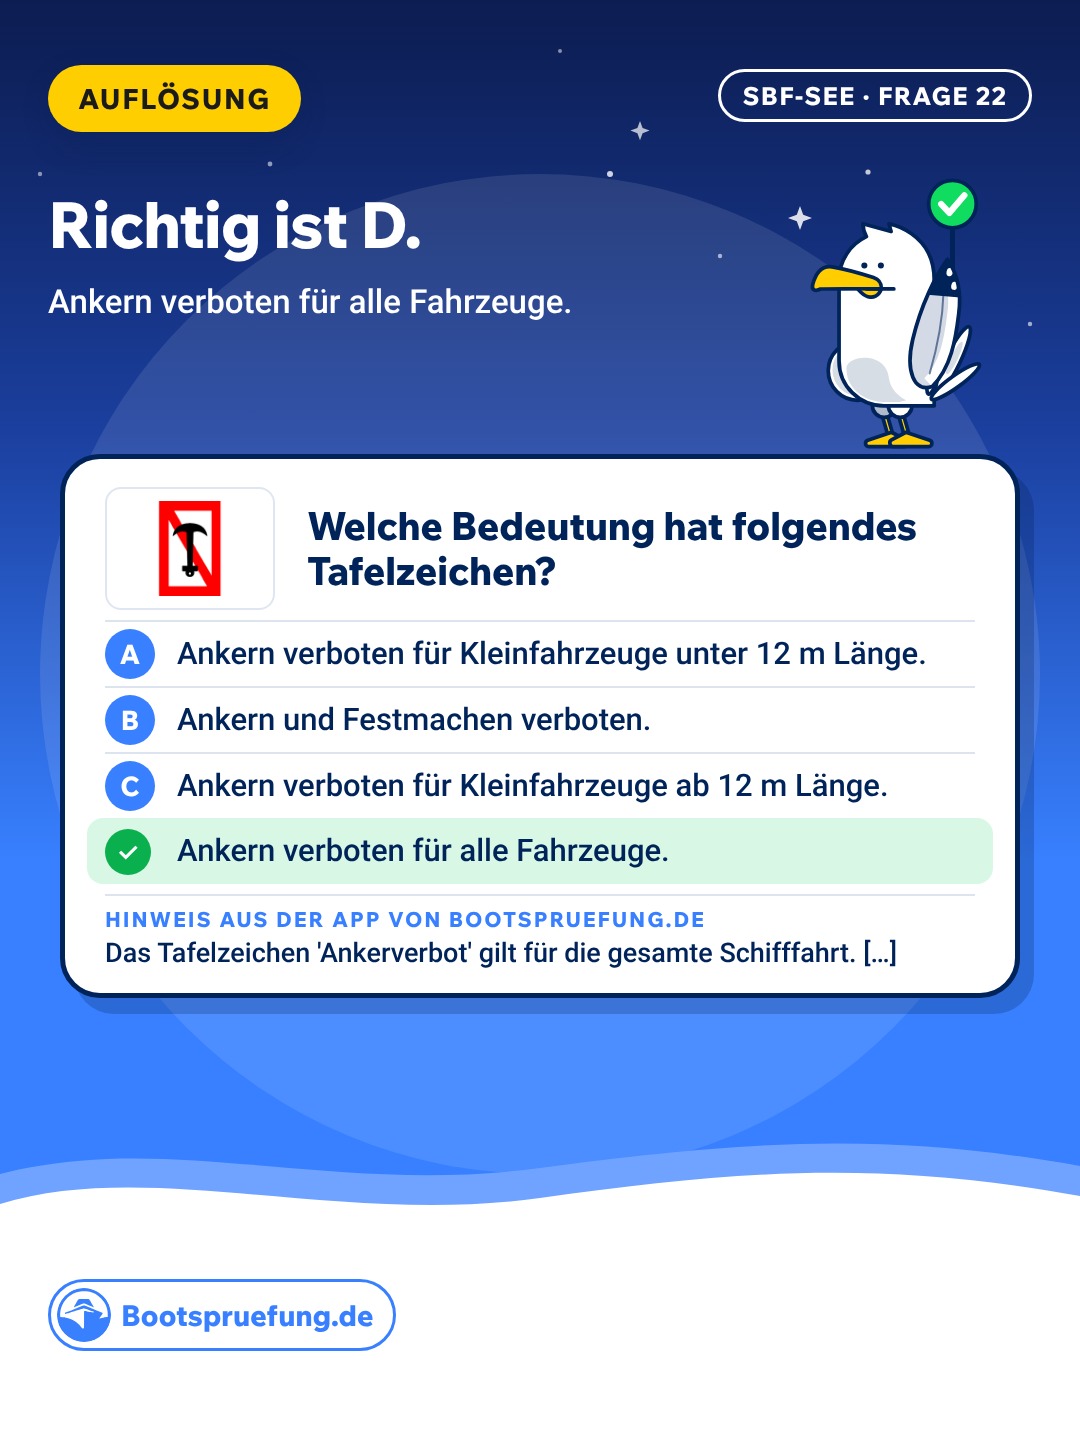 AUFLÖSUNG
SBF-SEE · FRAGE 22
Richtig ist D.
Ankern verboten für alle Fahrzeuge.
Welche Bedeutung hat folgendes
Tafelzeichen?
A Ankern verboten für Kleinfahrzeuge unter 12 m Länge.
B Ankern und Festmachen verboten.
C Ankern verboten für Kleinfahrzeuge ab 12 m Länge.
Ankern verboten für alle Fahrzeuge.
HINWEIS AUS DER APP VON BOOTSPRUEFUNG.DE
Das Tafelzeichen 'Ankerverbot' gilt für die gesamte Schifffahrt. [...]
Bootspruefung.de